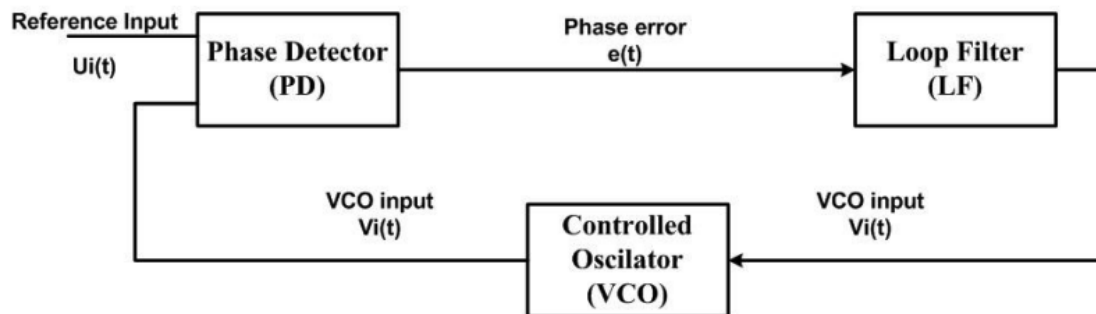 Reference Input
Ui(t)
Phase Detector
(PD)
Phase error
e(t)
Loop Filter
(LF)
VCO input
Vi(t)
Controlled
Oscilator
(VCO)
VCO input
Vi(t)